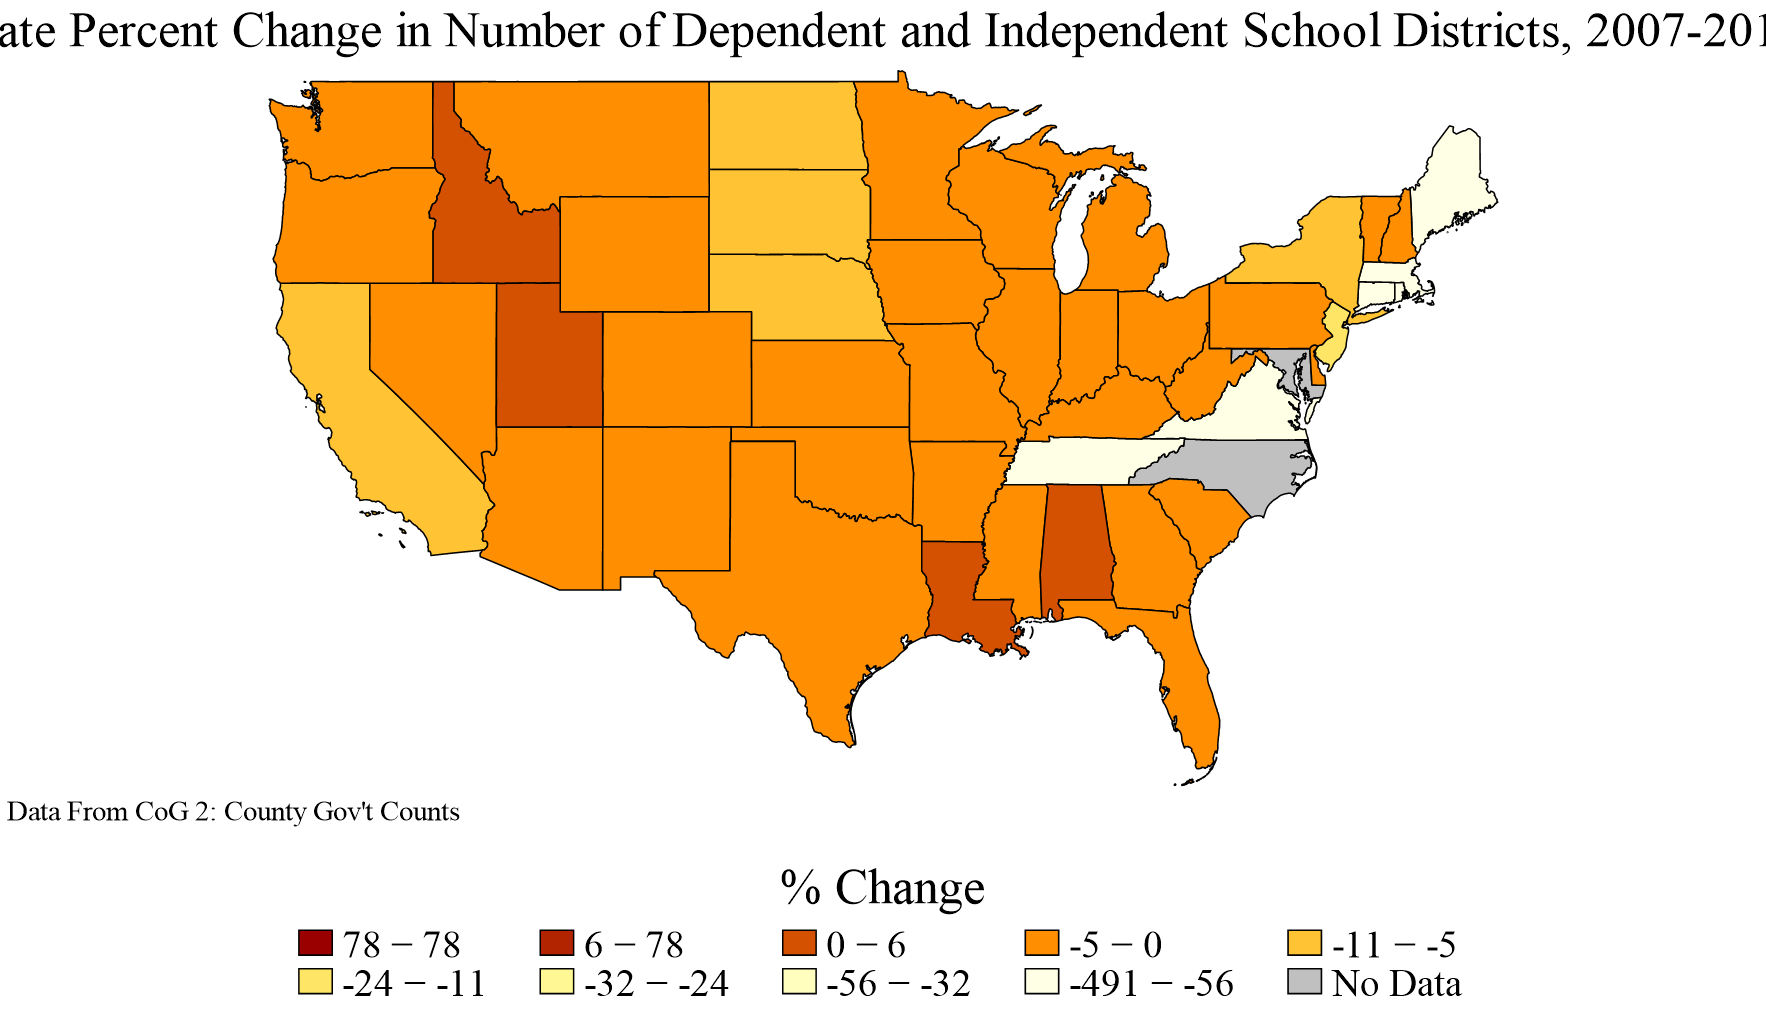 ate Percent Change in Number of Dependent and Independent School Districts, 2007-201
Data From CoG 2: County Gov't Counts
% Change
78 − 78 6 − 78 0 − 6 -5 − 0 -11 − -5
-24 − -11 -32 − -24 -56 − -32 -491 − -56 No Data